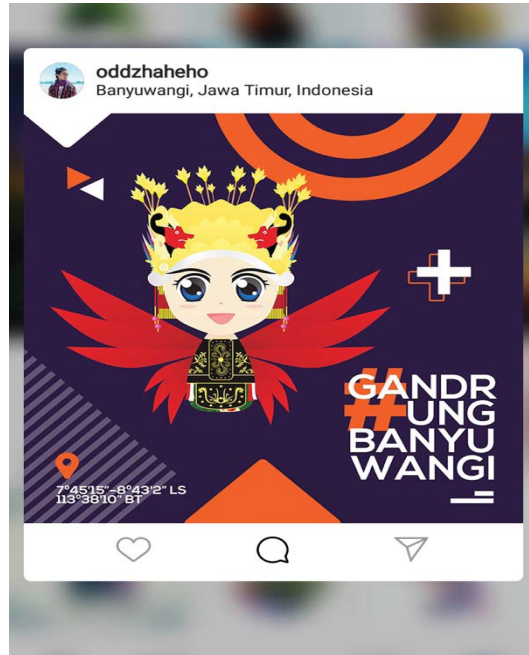 oddzhaheho
Banyuwangi, Jawa Timur, Indonesia
#GANDR
UNG
BANYU
WANGI
7°45'15"-8°43'2" LS
113°38'10" BT